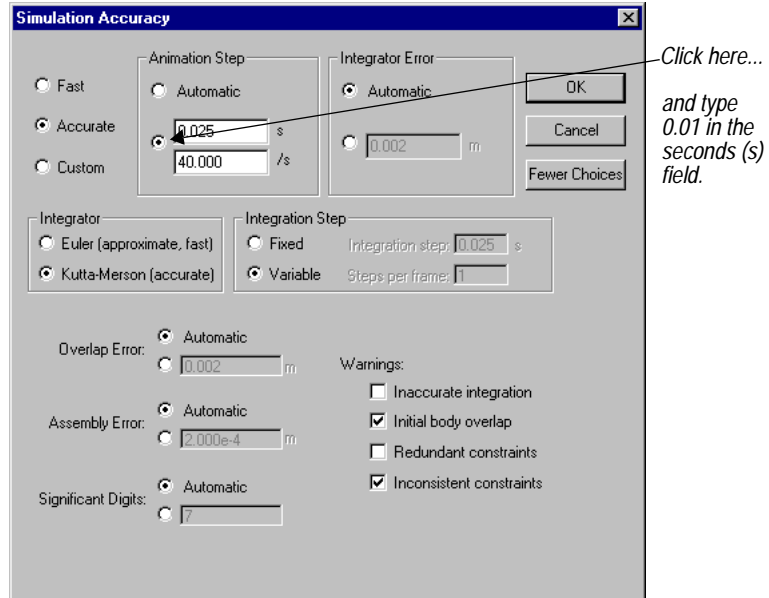 Simulation Accuracy
Animation Step
Integrator Error
Fast
Automatic
Automatic
OK
Accurate
0.025 s
0.002 m
Cancel
Custom
40.000 /s
Fewer Choices
Click here...
and type
0.01 in the
seconds (s)
field.
Integrator
Integration Step
Euler (approximate, fast)
Fixed
Integration step: 0.025 s
Kutta-Merson (accurate)
Variable
Steps per frame: 1
Overlap Error:
Automatic
0.002 m
Assembly Error:
Automatic
2.000e-4 m
Significant Digits:
Automatic
7
Warnings:
Inaccurate integration
Initial body overlap
Redundant constraints
Inconsistent constraints